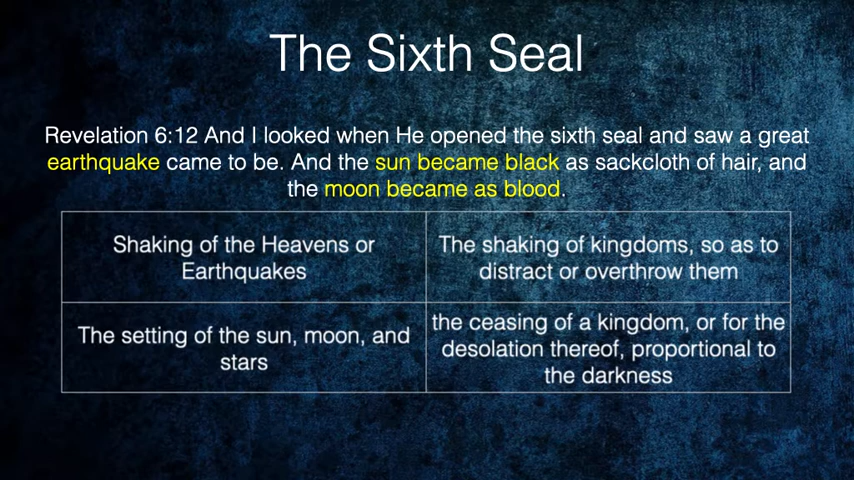 The Sixth Seal
Revelation 6:12 And I looked when He opened the sixth seal and saw a great
earthquake came to be. And the sun became black as sackcloth of hair, and
the moon became as blood.
Shaking of the Heavens or
Earthquakes
The shaking of kingdoms, so as to
distract or overthrow them
The setting of the sun, moon, and
stars
the ceasing of a kingdom, or for the
desolation thereof, proportional to
the darkness